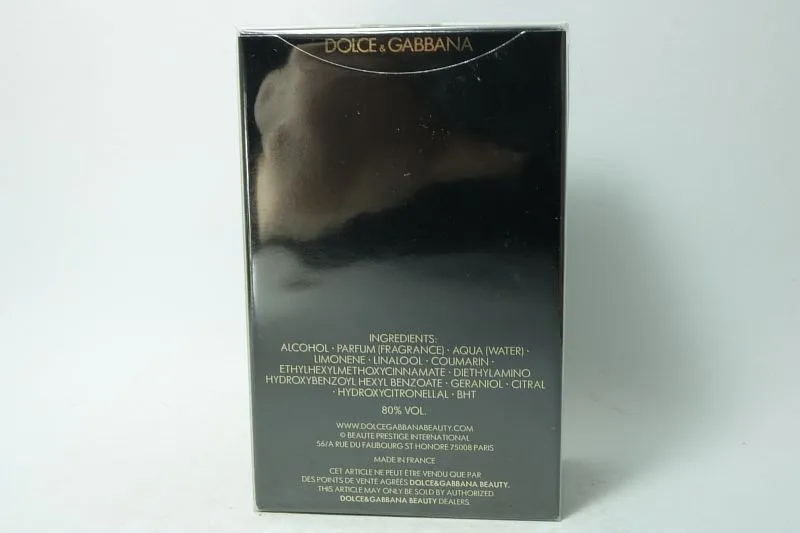 DOLCE & GABBANA
INGREDIENTS:
ALCOHOL · PARFUM (FRAGRANCE) · AQUA (WATER) ·
LIMONENE · LINALOOL · COUMARIN ·
ETHYLHEXYLMETHOXYCINNAMATE · DIETHYLAMINO
HYDROXYBENZOYL HEXYL BENZOATE · GERANIOL · CITRAL
· HYDROXYCITRONELLAL · BHT
80% VOL.
WWW.DOLCEGABBANABEAUTY.COM
© BEAUTE PRESTIGE INTERNATIONAL
56/A RUE DU FAUBOURG ST HONORE 75008 PARIS
MADE IN FRANCE
CET ARTICLE NE PEUT ÊTRE VENDU QUE PAR
DES POINTS DE VENTE AGRÉÉS DOLCE&GABBANA BEAUTY.
THIS ARTICLE MAY ONLY BE SOLD BY AUTHORIZED
DOLCE&GABBANA BEAUTY DEALERS.